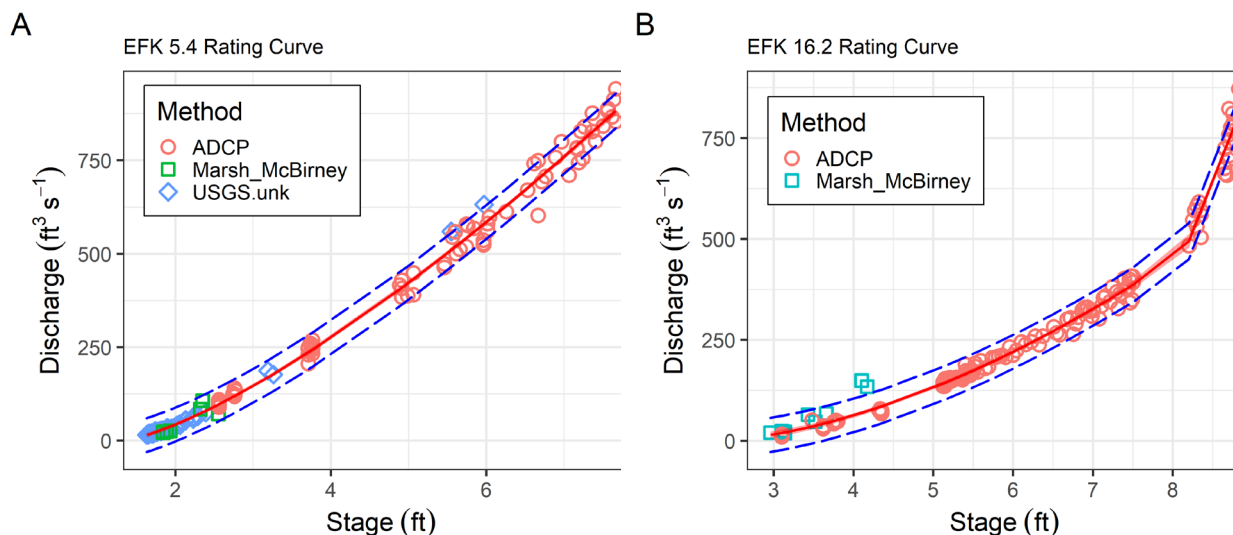 A
EFK 5.4 Rating Curve
Method
ADCP
Marsh_McBirney
USGS.unk
750
500
250
0
2
4
6
Discharge (ft³ s⁻¹)
Stage (ft)
B
EFK 16.2 Rating Curve
Method
ADCP
Marsh_McBirney
750
500
250
0
3
4
5
6
7
8
Discharge (ft³ s⁻¹)
Stage (ft)